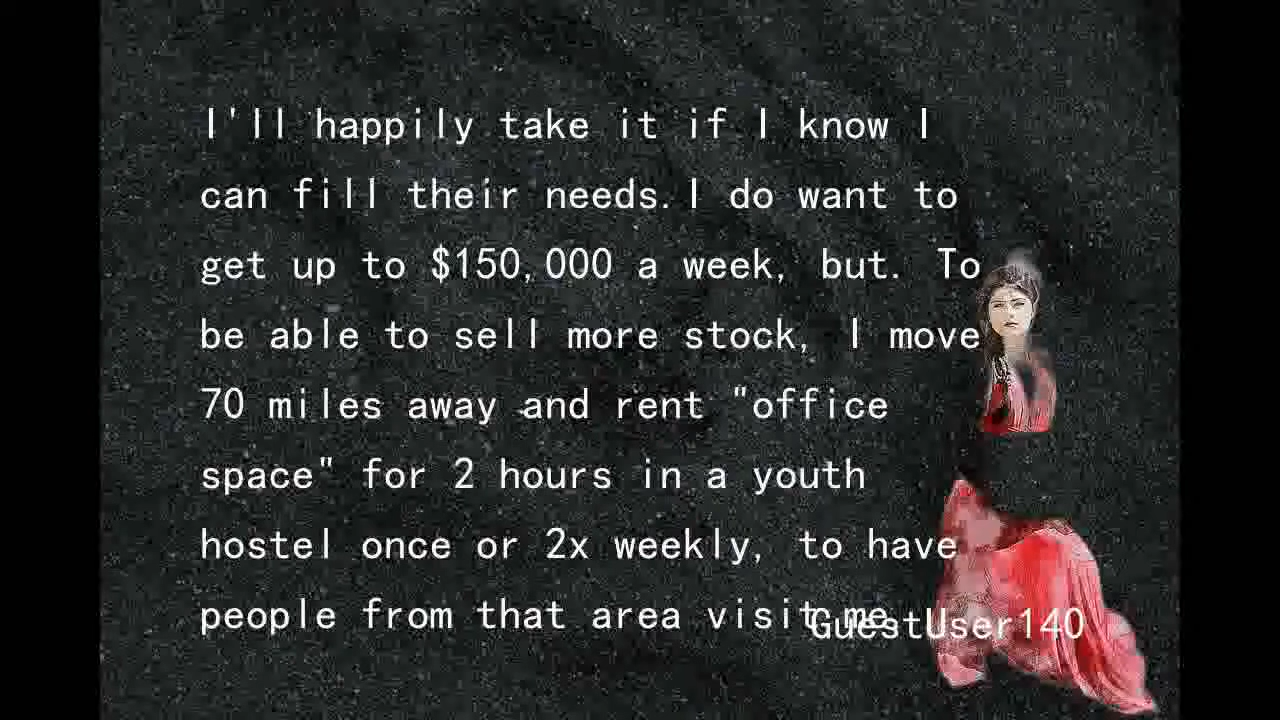 I'll happily take it if I know I
can fill their needs.I do want to
get up to $150,000 a week, but. To
be able to sell more stock, I move
70 miles away and rent "office
space" for 2 hours in a youth
hostel once or 2x weekly, to have
people from that area visit me
GuestUser140